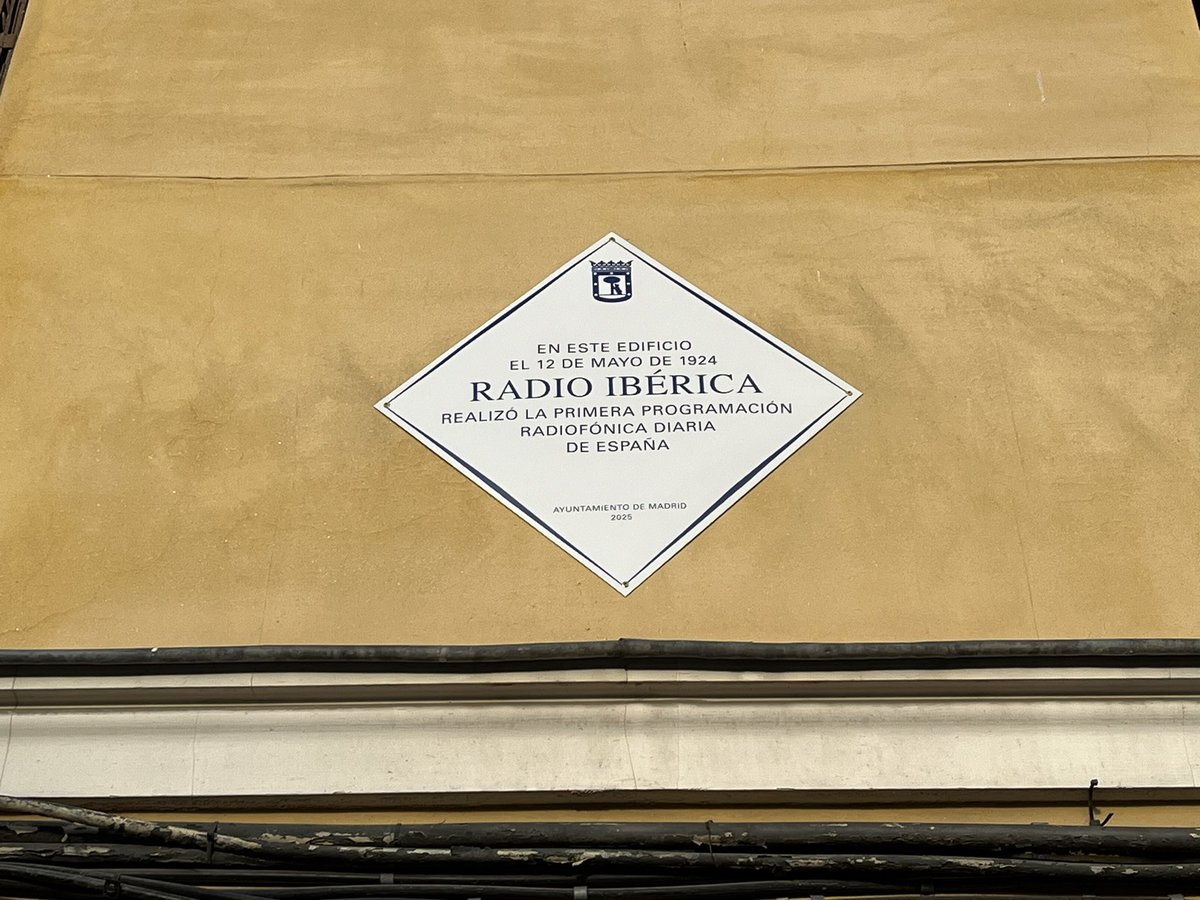 EN ESTE EDIFICIO
EL 12 DE MAYO DE 1924
RADIO IBÉRICA
REALIZÓ LA PRIMERA PROGRAMACIÓN
RADIOFÓNICA DIARIA
DE ESPAÑA
AYUNTAMIENTO DE MADRID
2025